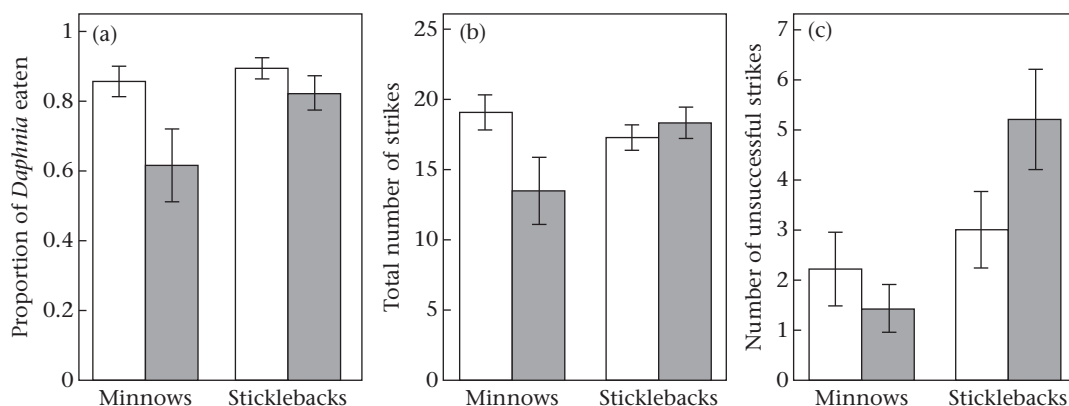 (a)
Proportion of Daphnia eaten
1
0.8
0.6
0.4
0.2
0
Minnows Sticklebacks
(b)
Total number of strikes
25
20
15
10
5
0
Minnows Sticklebacks
(c)
Number of unsuccessful strikes
7
6
5
4
3
2
1
0
Minnows Sticklebacks